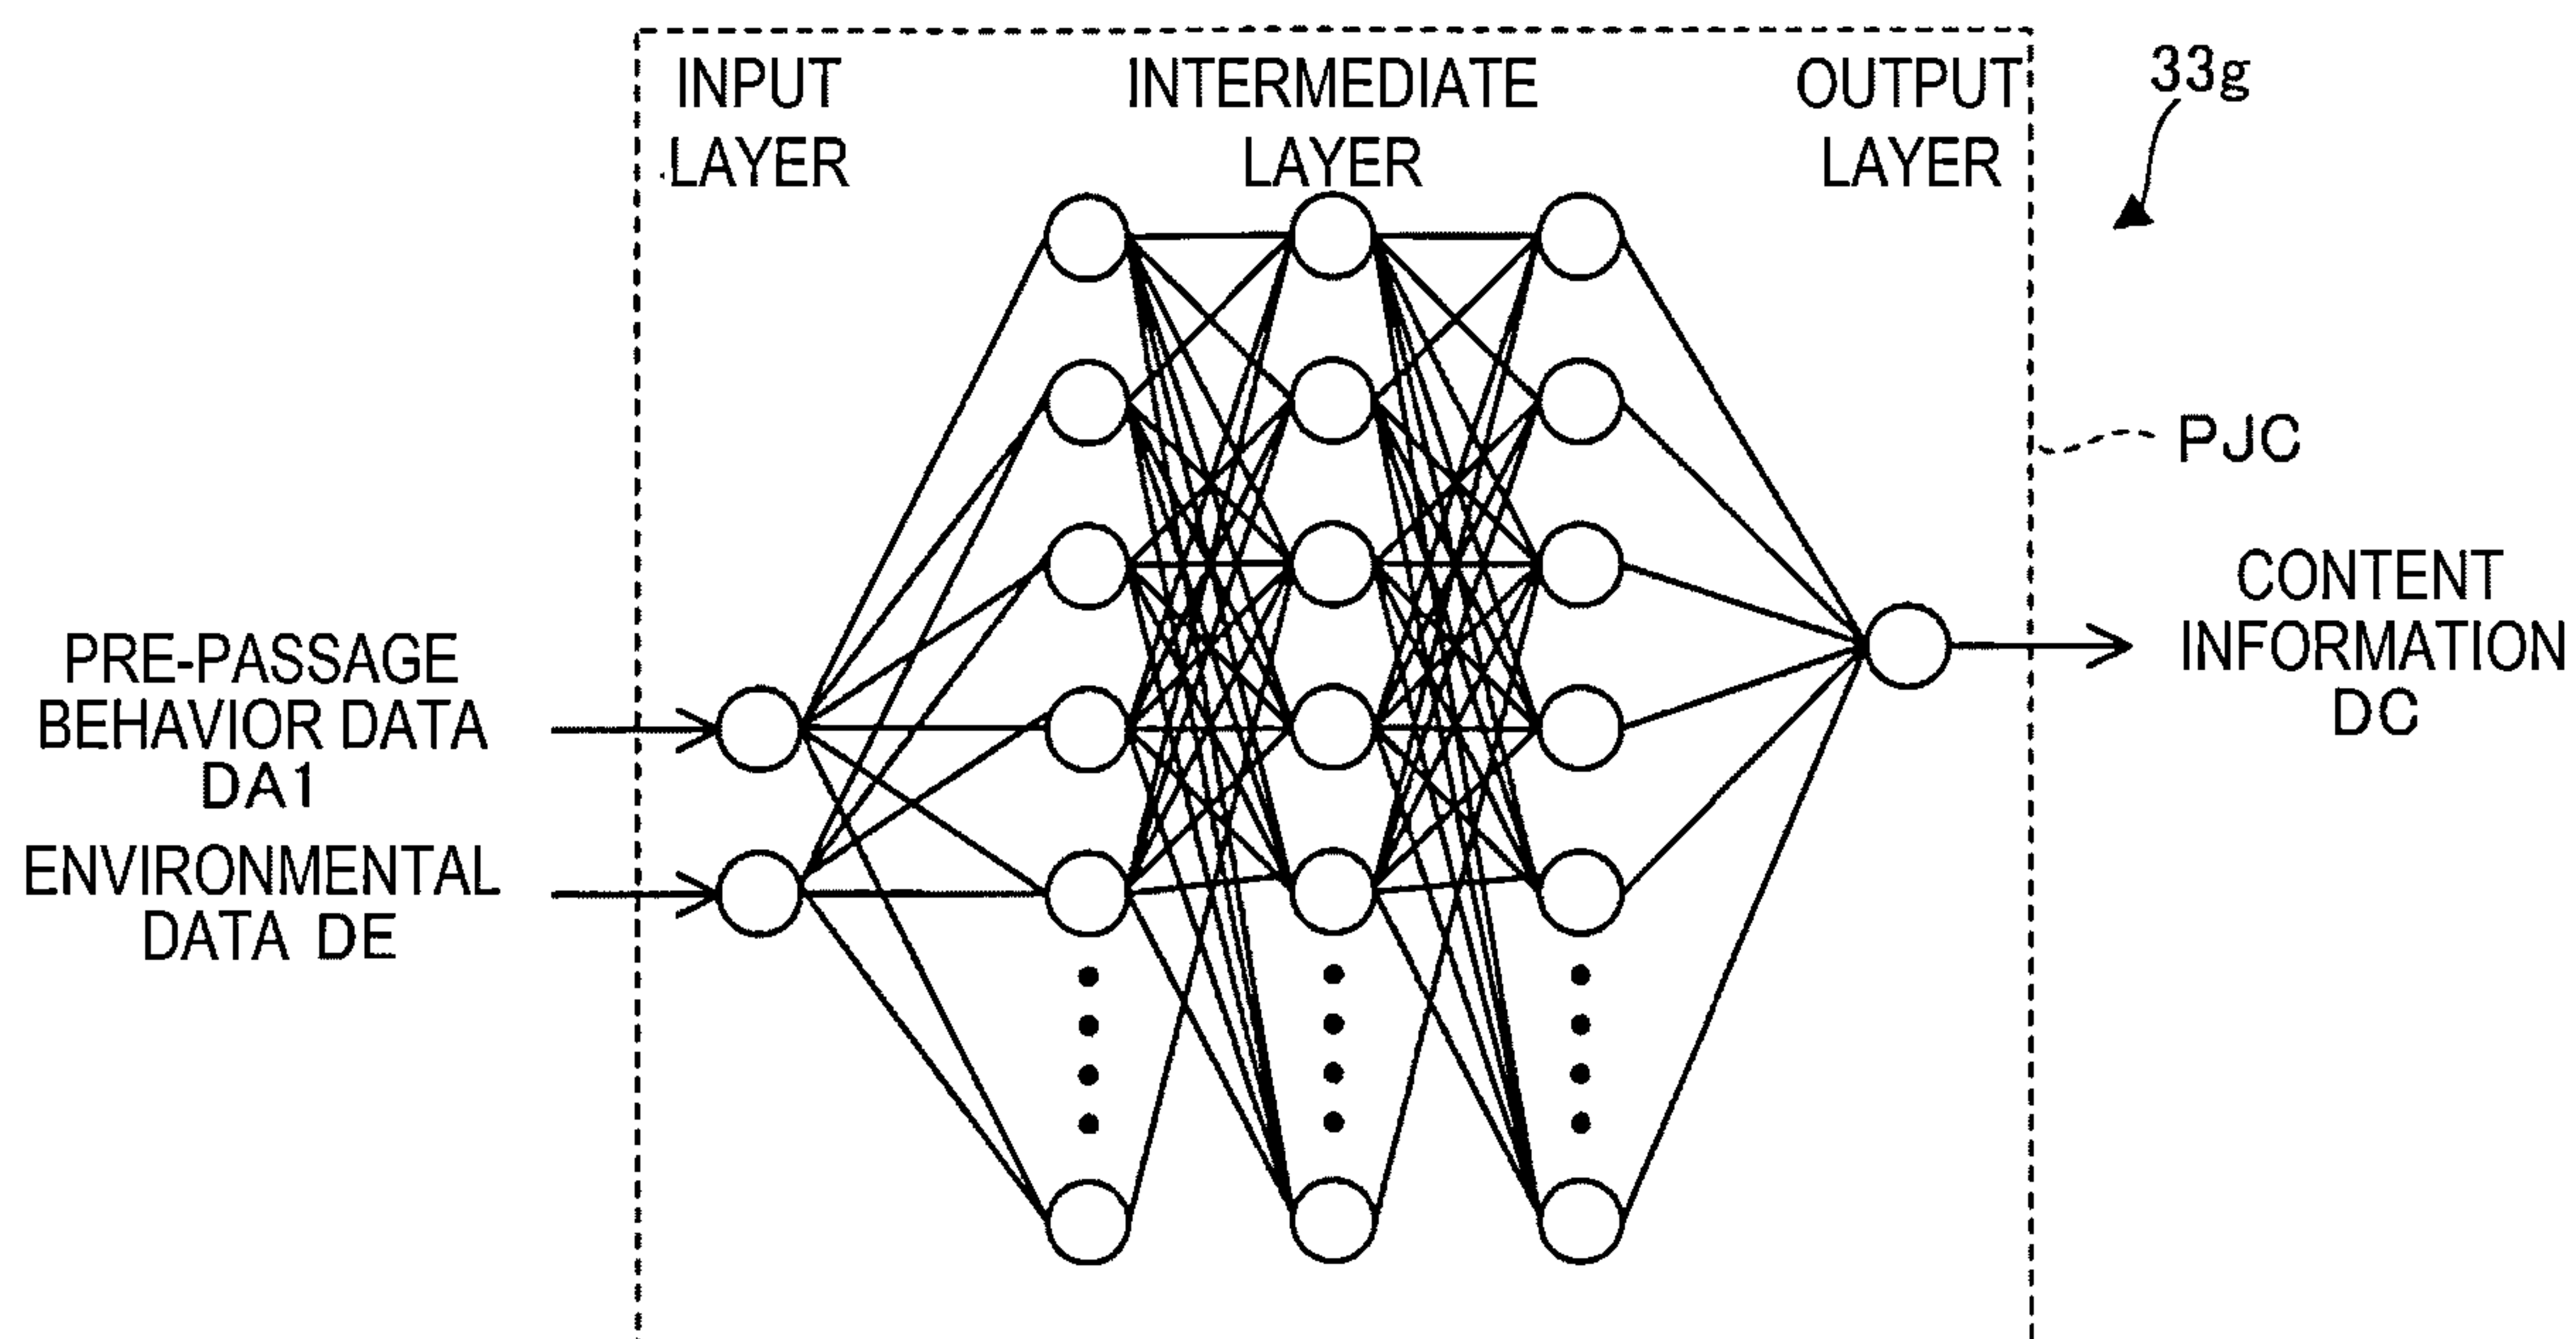 INPUT
LAYER
INTERMEDIATE
LAYER
OUTPUT
LAYER
33g
PJC
PRE-PASSAGE
BEHAVIOR DATA
DA1
ENVIRONMENTAL
DATA DE
CONTENT
INFORMATION
DC